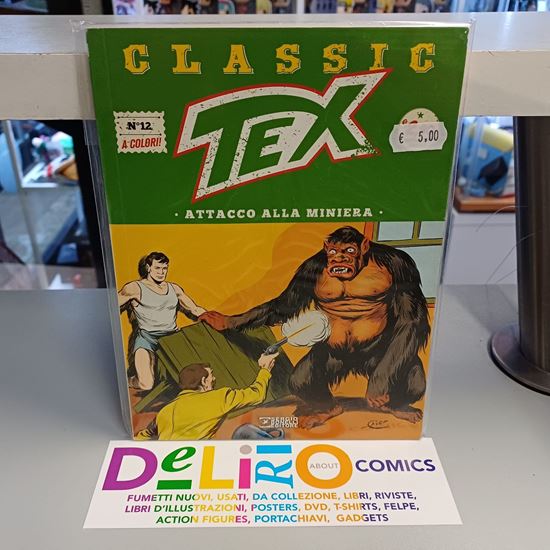 CLASSIC
N°12
A COLORI!
TEX
€ 5,00
· ATTACCO ALLA MINIERA ·
SERGIO
BONELLI
EDITORE
DeLiRiO ABOUT COMICS
FUMETTI NUOVI, USATI, DA COLLEZIONE, LIBRI, RIVISTE,
LIBRI D'ILLUSTRAZIONI, POSTERS, DVD, T-SHIRTS, FELPE,
ACTION FIGURES, PORTACHIAVI, GADGETS